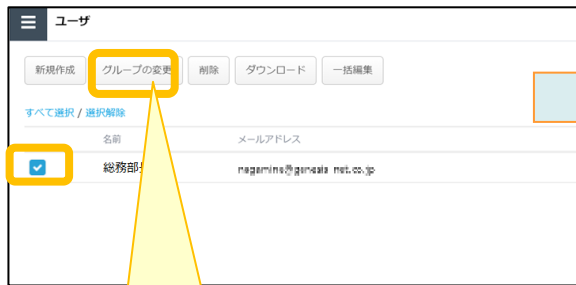 ユーザ
新規作成 グループの変更 削除 ダウンロード 一括編集
すべて選択 / 選択解除
名前 メールアドレス
総務部